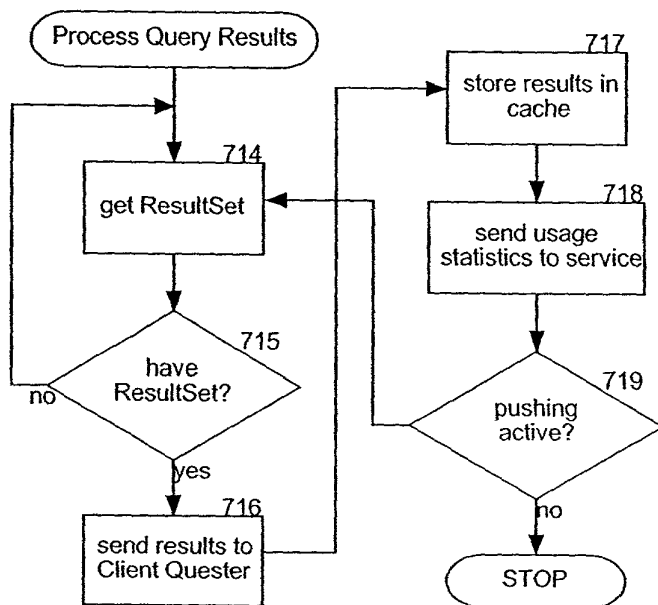 Process Query Results
714
get ResultSet
715
have
ResultSet?
no
yes
716
send results to
Client Quester
717
store results in
cache
718
send usage
statistics to service
719
pushing
active?
no
STOP